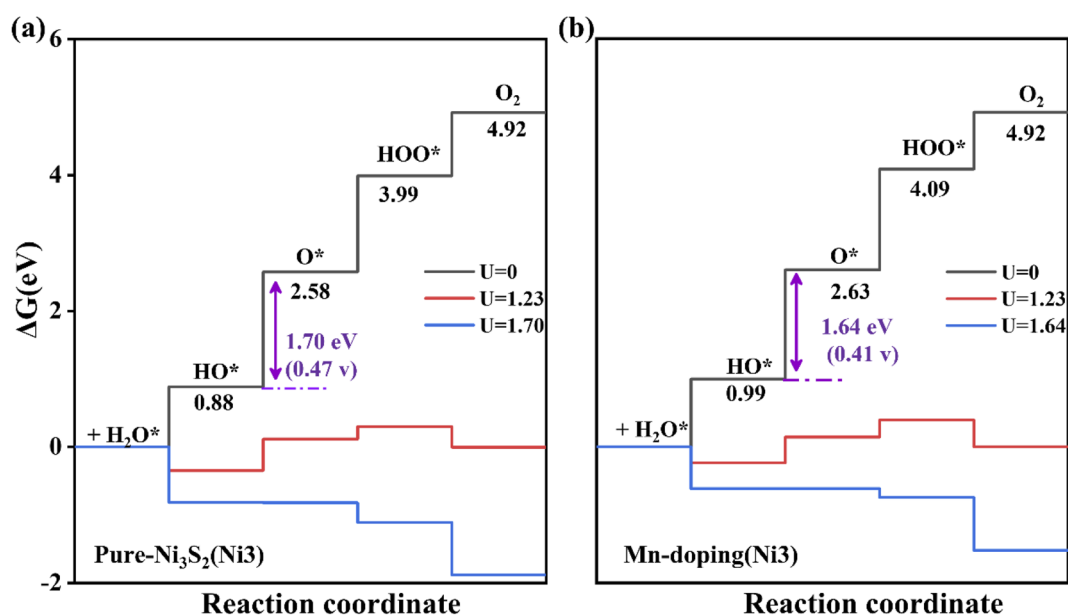 (a)
6
4
2
0
-2
ΔG(eV)
O₂
4.92
HOO*
3.99
O*
2.58
U=0
U=1.23
U=1.70
1.70 eV
(0.47 v)
HO*
0.88
+ H₂O*
Pure-Ni₃S₂(Ni3)
Reaction coordinate
(b)
O₂
4.92
HOO*
4.09
O*
2.63
U=0
U=1.23
U=1.64
1.64 eV
(0.41 v)
HO*
0.99
+ H₂O*
Mn-doping(Ni3)
Reaction coordinate